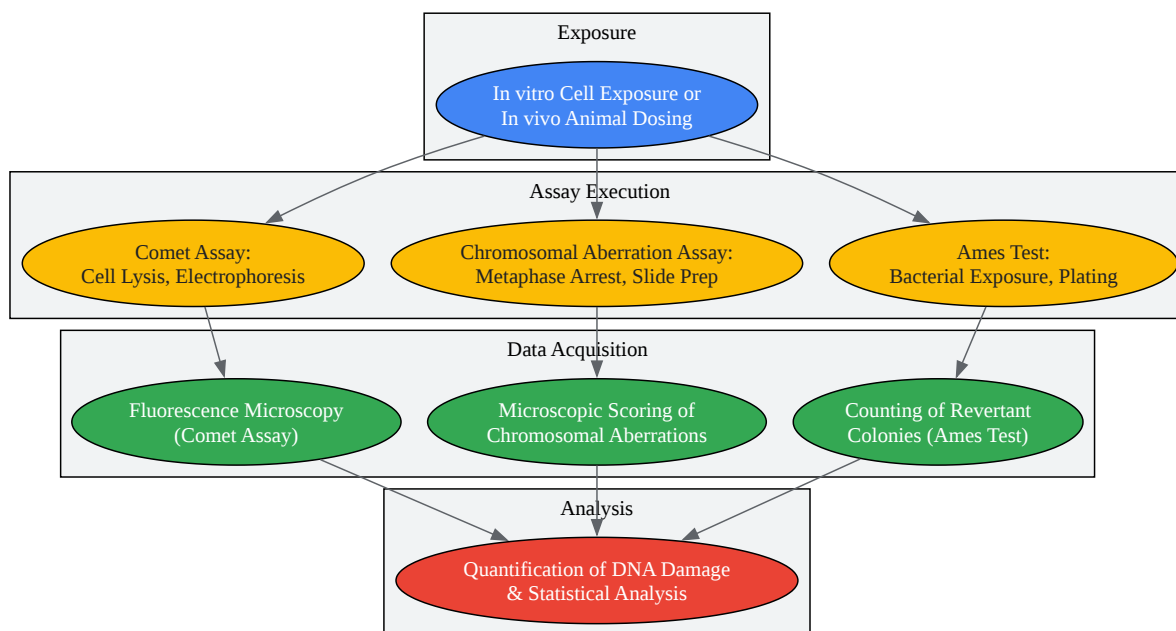 Exposure
In vitro Cell Exposure or
In vivo Animal Dosing
Assay Execution
Comet Assay:
Cell Lysis, Electrophoresis
Chromosomal Aberration Assay:
Metaphase Arrest, Slide Prep
Ames Test:
Bacterial Exposure, Plating
Data Acquisition
Fluorescence Microscopy
(Comet Assay)
Microscopic Scoring of
Chromosomal Aberrations
Counting of Revertant
Colonies (Ames Test)
Analysis
Quantification of DNA Damage
& Statistical Analysis